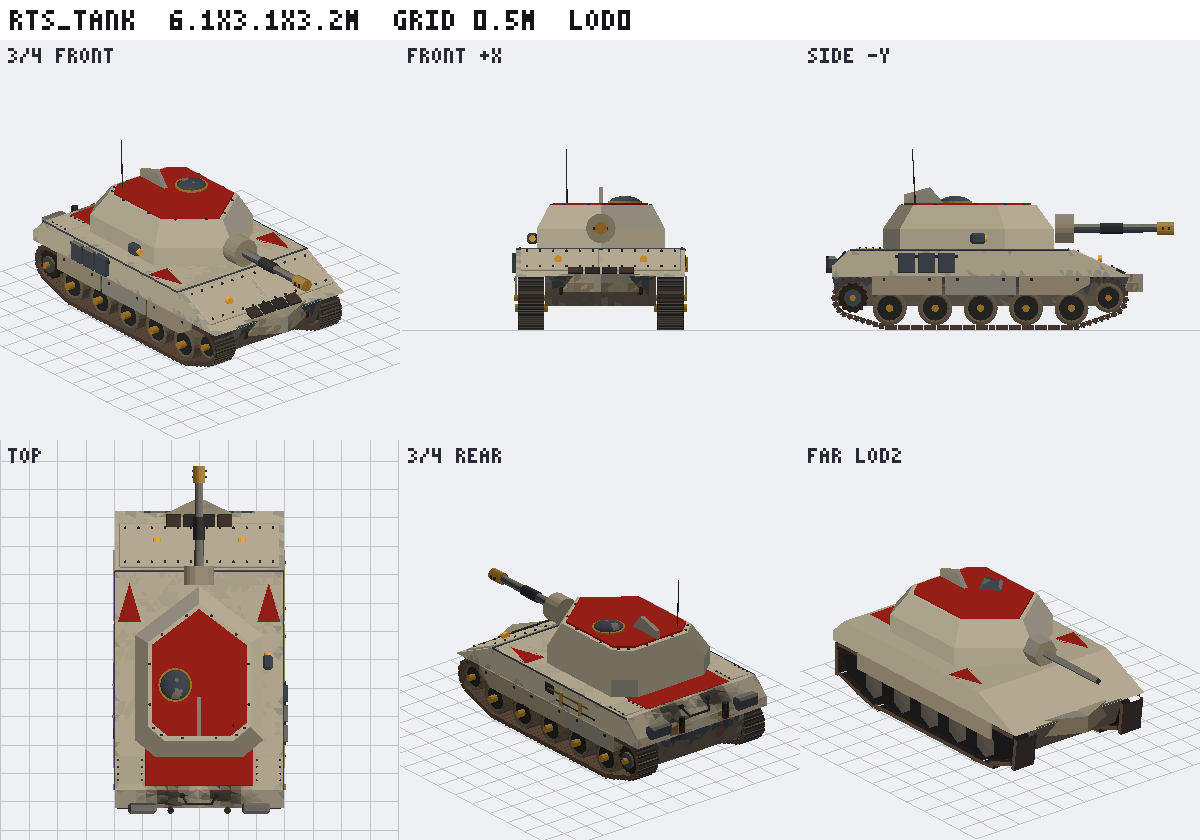 RTS_TANK 6.1X3.1X3.2M GRID 0.5M LOD0
3/4 FRONT
FRONT +X
SIDE -Y
TOP
3/4 REAR
FAR LOD2